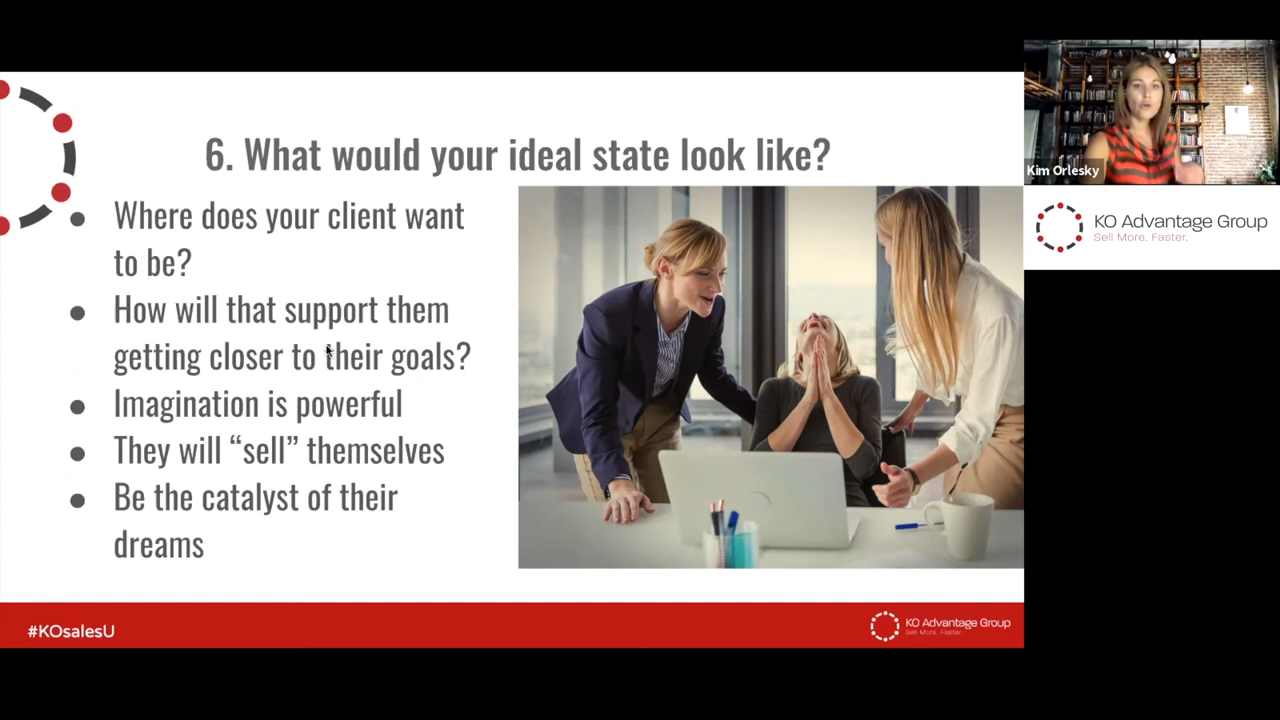 6. What would your ideal state look like?
● Where does your client want
to be?
● How will that support them
getting closer to their goals?
● Imagination is powerful
● They will “sell” themselves
● Be the catalyst of their
dreams
#KOsalesU
KO Advantage Group
Sell More. Faster.
Kim Orlesky
KO Advantage Group
Sell More. Faster.